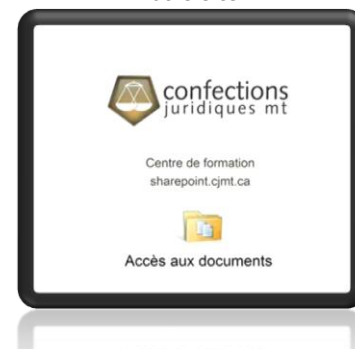 confections
juridiques mt
Centre de formation
sharepoint.cjmt.ca
Accès aux documents